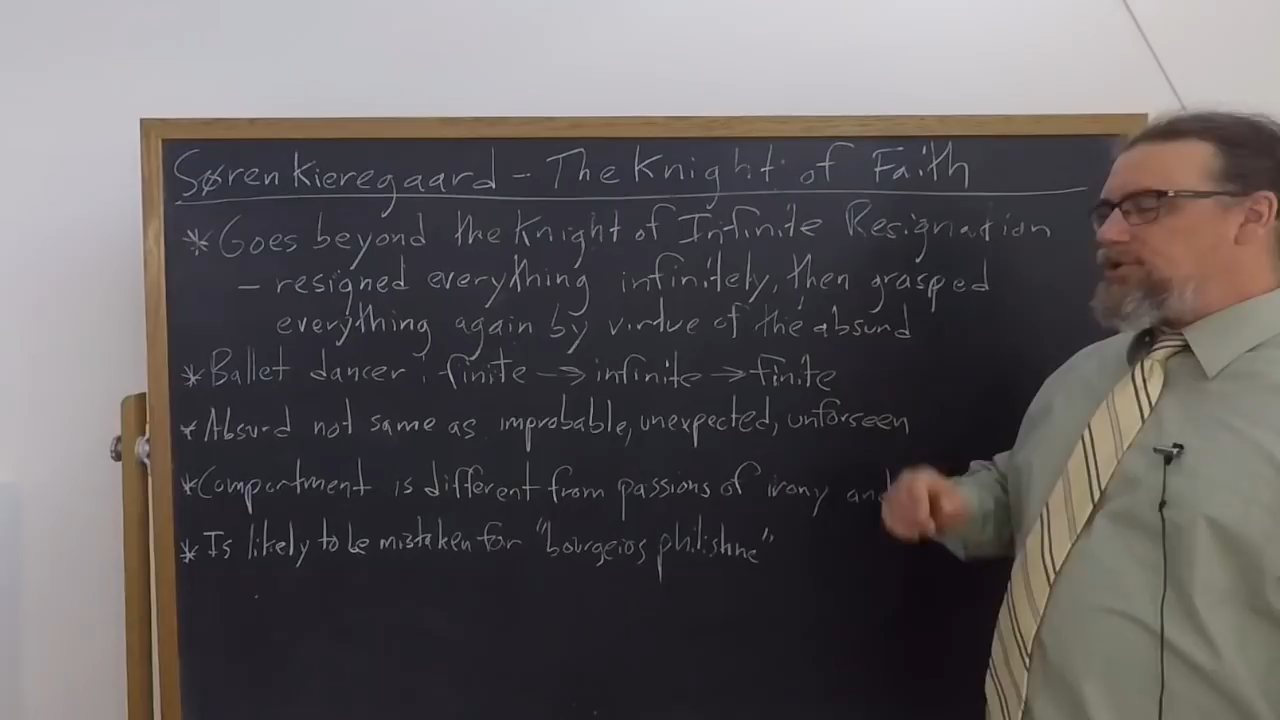 Søren Kieregaard - The Knight of Faith
* Goes beyond the Knight of Infinite Resignation
- resigned everything infinitely, then grasped
everything again by virtue of the absurd
* Ballet dancer: finite → infinite → finite
* Absurd not same as improbable, unexpected, unforseen
* Comportment is different from passions of irony and
* Is likely to be mistaken for "bourgeios philistine"